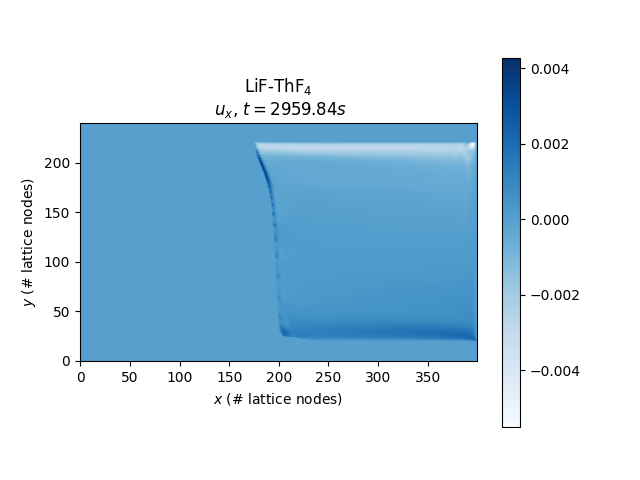 LiF-ThF₄
uₓ, t = 2959.84s
200
150
100
50
0
y (# lattice nodes)
0 50 100 150 200 250 300 350
x (# lattice nodes)
0.004
0.002
0.000
−0.002
−0.004